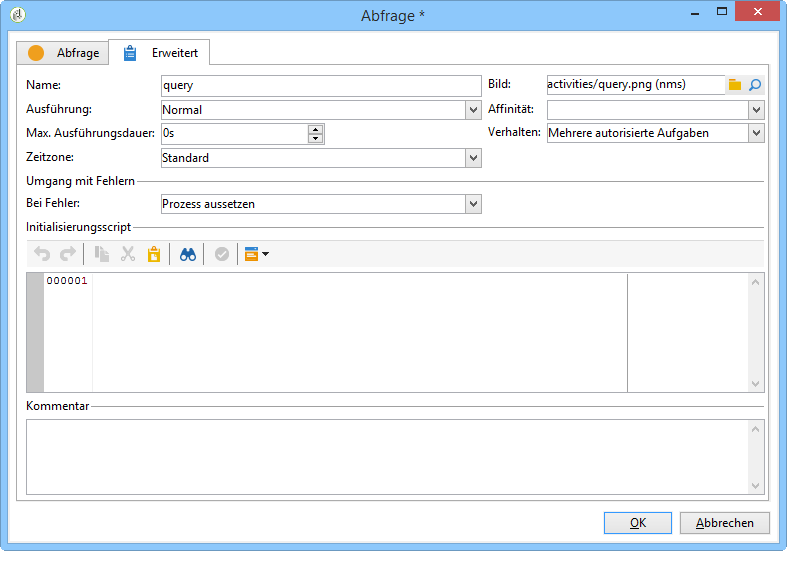 Abfrage *
Abfrage
Erweitert
Name: query Bild: activities/query.png (nms)
Ausführung: Normal Affinität:
Max. Ausführungsdauer: 0s Verhalten: Mehrere autorisierte Aufgaben
Zeitzone: Standard
Umgang mit Fehlern
Bei Fehler: Prozess aussetzen
Initialisierungsscript
000001
Kommentar
OK Abbrechen